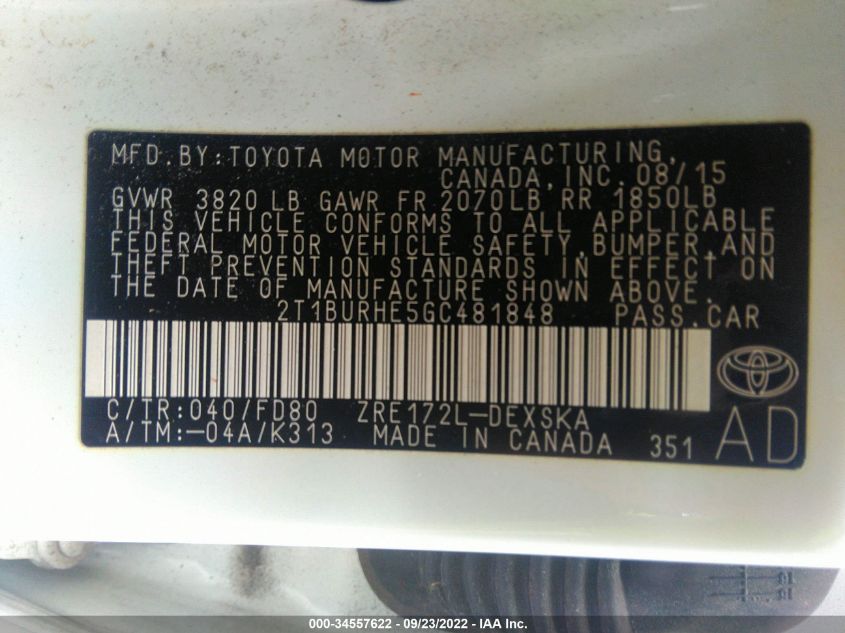 MFD.BY:TOYOTA MOTOR MANUFACTURING,
CANADA,INC.08/15
GVWR 3820LB GAWR FR 2070LB RR 1850LB
THIS VEHICLE CONFORMS TO ALL APPLICABLE
FEDERAL MOTOR VEHICLE SAFETY,BUMPER,AND
THEFT PREVENTION STANDARDS IN EFFECT ON
THE DATE OF MANUFACTURE SHOWN ABOVE.
2T1BURHE5GC481848 PASS.CAR
C/TR:040/FD80 ZRE172L-DEXSKA
A/TM:-04A/K313 MADE IN CANADA 351 AD
000-34557622 - 09/23/2022 - IAA Inc.